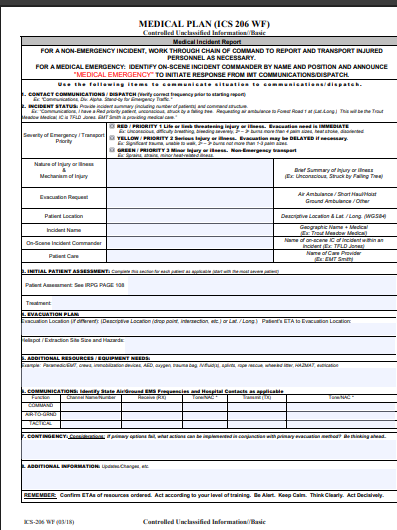 MEDICAL PLAN (ICS 206 WF)
Controlled Unclassified Information//Basic
Medical Incident Report
FOR A NON-EMERGENCY INCIDENT, WORK THROUGH CHAIN OF COMMAND TO REPORT AND TRANSPORT INJURED
PERSONNEL AS NECESSARY.
FOR A MEDICAL EMERGENCY: IDENTIFY ON-SCENE INCIDENT COMMANDER BY NAME AND POSITION AND ANNOUNCE
"MEDICAL EMERGENCY" TO INITIATE RESPONSE FROM IMT COMMUNICATIONS/DISPATCH.
Use the following items to communicate situation to communications/dispatch.
1. CONTACT COMMUNICATIONS / DISPATCH (Verify correct frequency prior to starting report)
Ex: "Communications, Div. Alpha. Stand-by for Emergency Traffic."
2. INCIDENT STATUS: Provide incident summary (including number of patients) and command structure.
Ex: "Communications, I have a Red priority patient, unconscious, struck by a falling tree. Requesting air ambulance to Forest Road 1 at (Lat./Long.) This will be the Trout
Meadow Medical, IC is TFLD Jones. EMT Smith is providing medical care."
Severity of Emergency / Transport
Priority
RED / PRIORITY 1 Life or limb threatening injury or illness. Evacuation need is IMMEDIATE
Ex: Unconscious, difficulty breathing, bleeding severely, 2° – 3° burns more than 4 palm sizes, heat stroke, disoriented.
YELLOW / PRIORITY 2 Serious Injury or illness. Evacuation may be DELAYED if necessary.
Ex: Significant trauma, unable to walk, 2° – 3° burns not more than 1-3 palm sizes.
GREEN / PRIORITY 3 Minor Injury or illness. Non-Emergency transport
Ex: Sprains, strains, minor heat-related illness.
Nature of Injury or Illness
&
Mechanism of Injury
Brief Summary of Injury or Illness
(Ex: Unconscious, Struck by Falling Tree)
Evacuation Request
Air Ambulance / Short Haul/Hoist
Ground Ambulance / Other
Patient Location
Descriptive Location & Lat. / Long. (WGS84)
Incident Name
Geographic Name + Medical
(Ex: Trout Meadow Medical)
On-Scene Incident Commander
Name of on-scene IC of Incident within an
Incident (Ex: TFLD Jones)
Patient Care
Name of Care Provider
(Ex: EMT Smith)
3. INITIAL PATIENT ASSESSMENT: Complete this section for each patient as applicable (start with the most severe patient)
Patient Assessment: See IRPG PAGE 108
Treatment:
4. EVACUATION PLAN:
Evacuation Location (if different): (Descriptive Location (drop point, intersection, etc.) or Lat. / Long.) Patient's ETA to Evacuation Location:
Helispot / Extraction Site Size and Hazards:
5. ADDITIONAL RESOURCES / EQUIPMENT NEEDS:
Example: Paramedic/EMT, crews, immobilization devices, AED, oxygen, trauma bag, IV/fluid(s), splints, rope rescue, wheeled litter, HAZMAT, extrication
6. COMMUNICATIONS: Identify State Air/Ground EMS Frequencies and Hospital Contacts as applicable
Function Channel Name/Number Receive (RX) Tone/NAC * Transmit (TX) Tone/NAC *
COMMAND
AIR-TO-GRND
TACTICAL
7. CONTINGENCY: Considerations: If primary options fail, what actions can be implemented in conjunction with primary evacuation method? Be thinking ahead.
8. ADDITIONAL INFORMATION: Updates/Changes, etc.
REMEMBER: Confirm ETAs of resources ordered. Act according to your level of training. Be Alert. Keep Calm. Think Clearly. Act Decisively.
ICS-206 WF (03/18) Controlled Unclassified Information//Basic